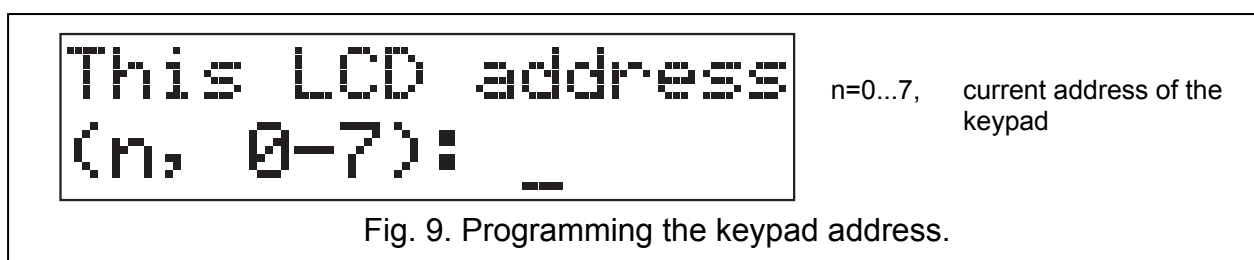 This LCD address
(n, 0-7): _
n=0...7, current address of the
keypad
Fig. 9. Programming the keypad address.